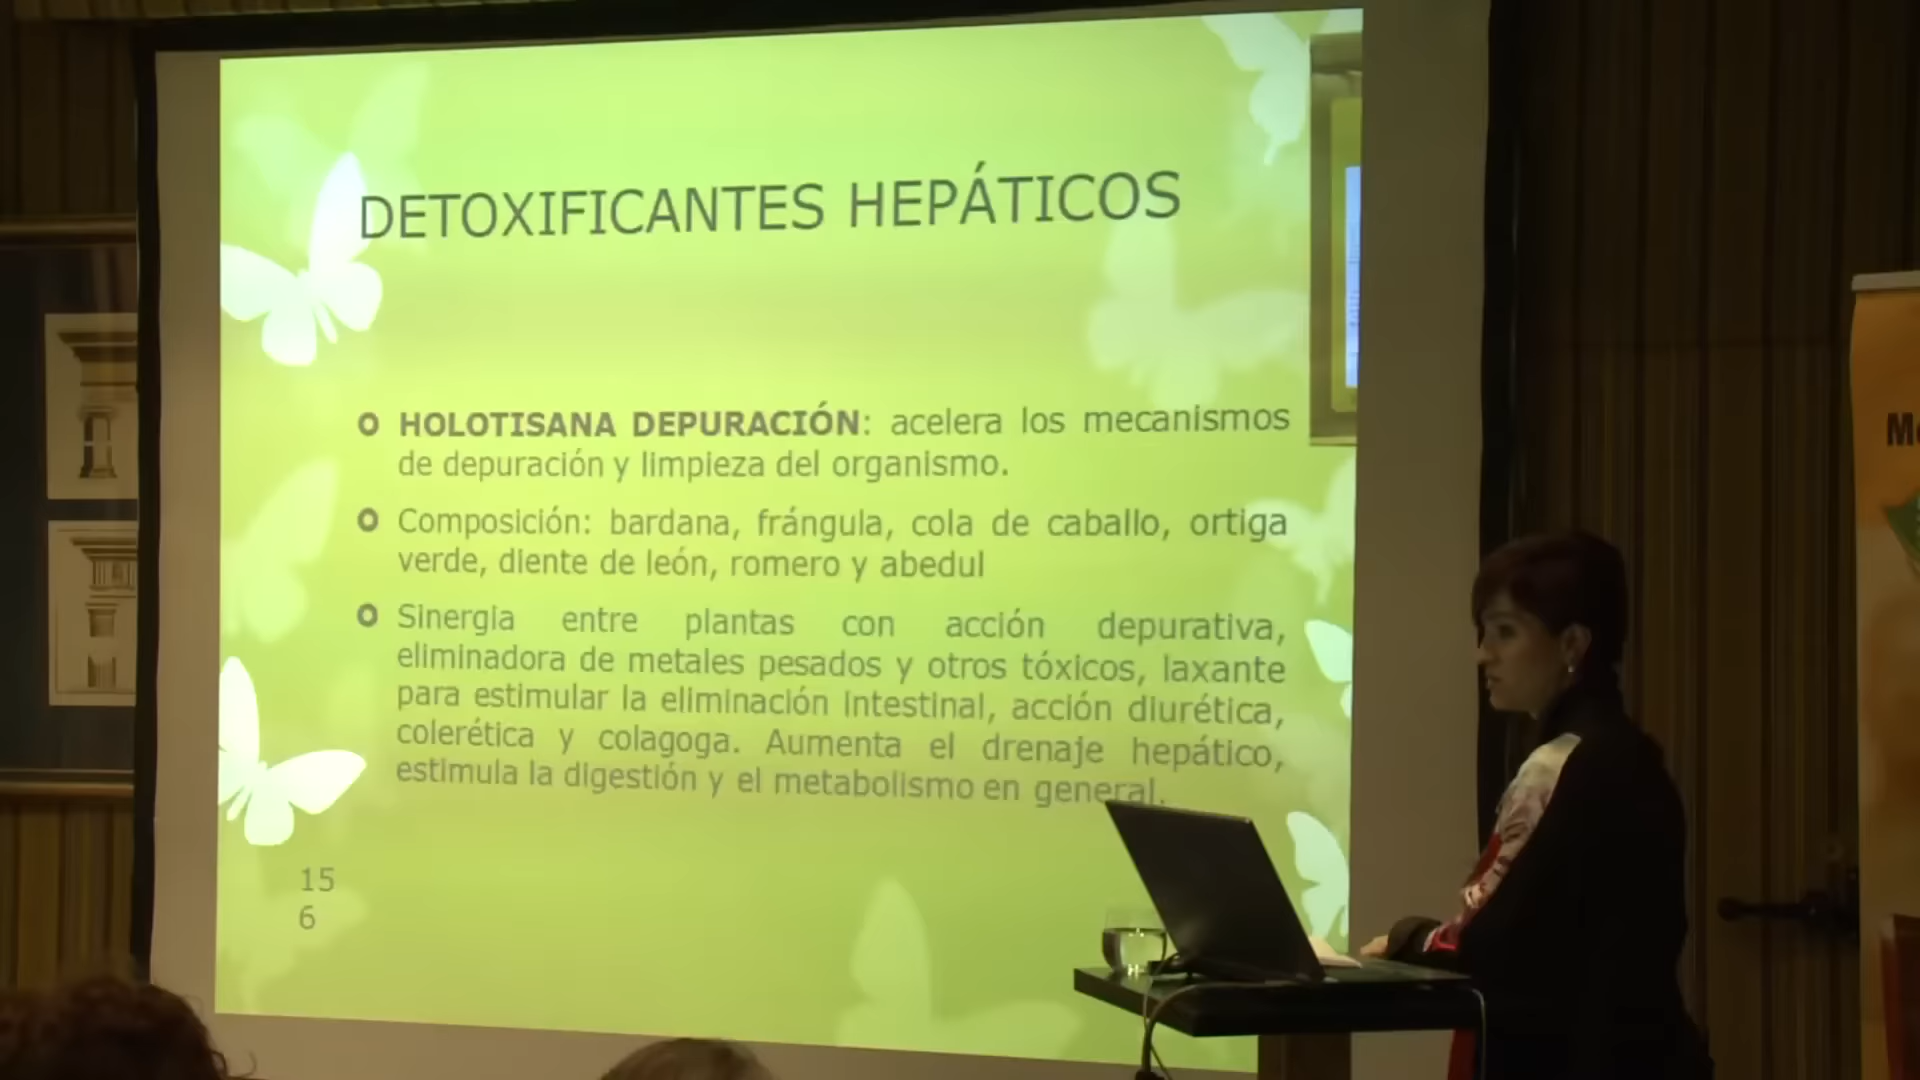 DETOXIFICANTES HEPÁTICOS
HOLOTISANA DEPURACIÓN: acelera los mecanismos
de depuración y limpieza del organismo.
Composición: bardana, frángula, cola de caballo, ortiga
verde, diente de león, romero y abedul
Sinergia entre plantas con acción depurativa,
eliminadora de metales pesados y otros tóxicos, laxante
para estimular la eliminación intestinal, acción diurética,
colerética y colagoga. Aumenta el drenaje hepático,
estimula la digestión y el metabolismo en general.
15
6